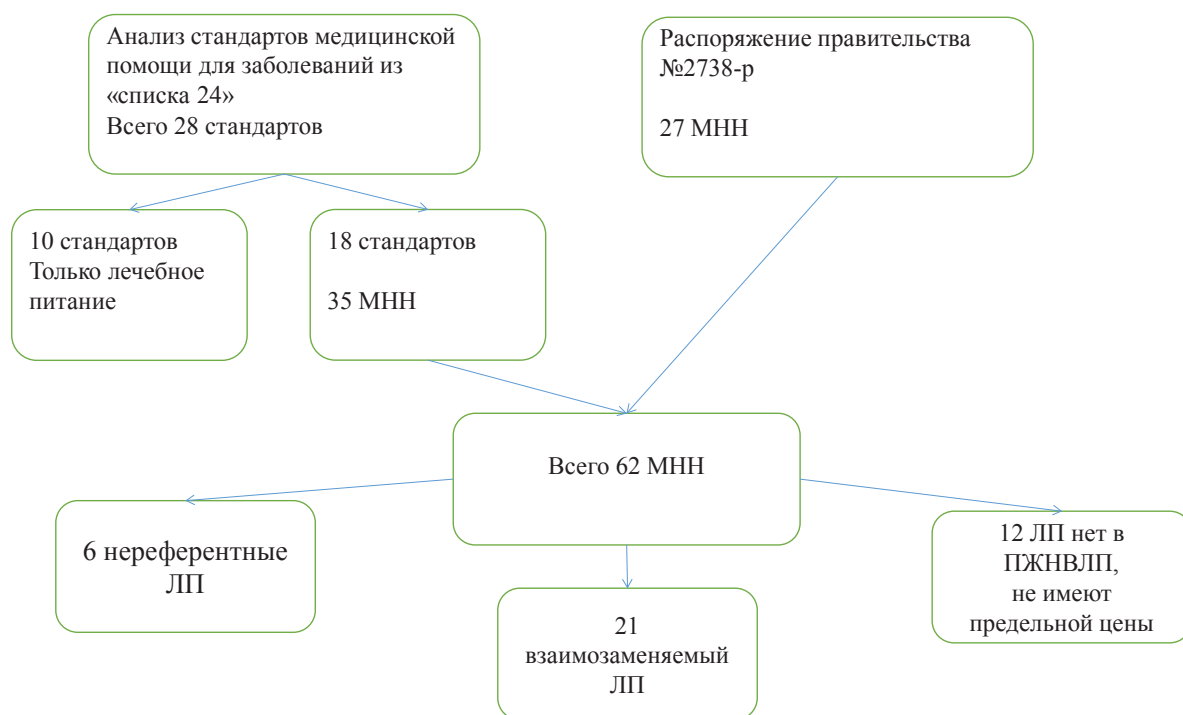 Анализ стандартов медицинской
помощи для заболеваний из
«списка 24»
Всего 28 стандартов
Распоряжение правительства
№2738-р
27 МНН
10 стандартов
Только лечебное
питание
18 стандартов
35 МНН
Всего 62 МНН
6 нереферентные
ЛП
21
взаимозаменяемый
ЛП
12 ЛП нет в
ПЖНВЛП,
не имеют
предельной цены